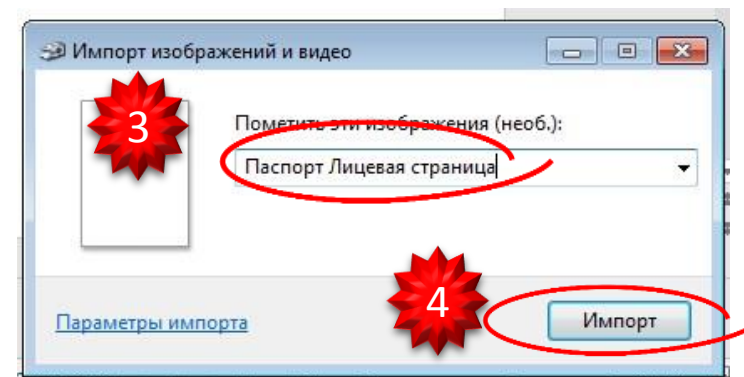 Импорт изображений и видео
3
Пометить эти изображения (необ.):
Паспорт Лицевая страница
4
Параметры импорта
Импорт